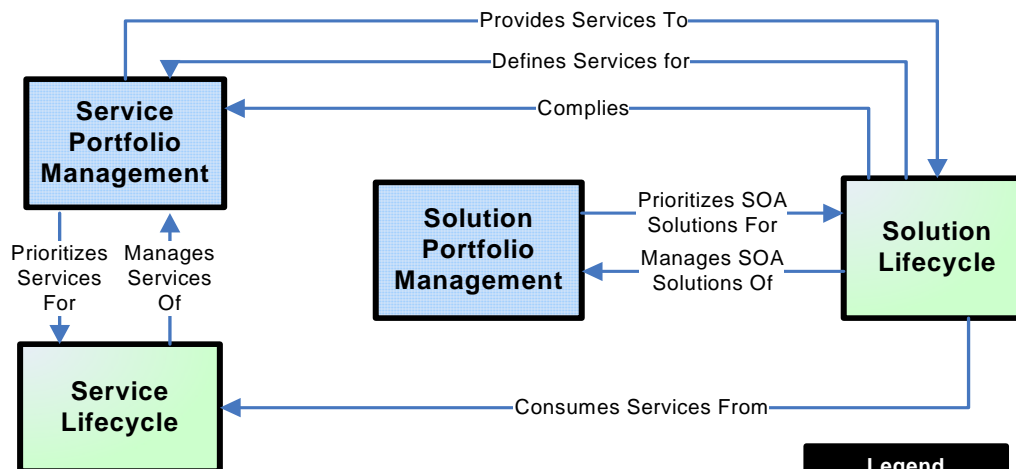 Provides Services To
Defines Services for
Complies
Service
Portfolio
Management
Solution
Portfolio
Management
Prioritizes SOA
Solutions For
Manages SOA
Solutions Of
Solution
Lifecycle
Prioritizes
Services
For
Manages
Services
Of
Service
Lifecycle
Consumes Services From
Legend